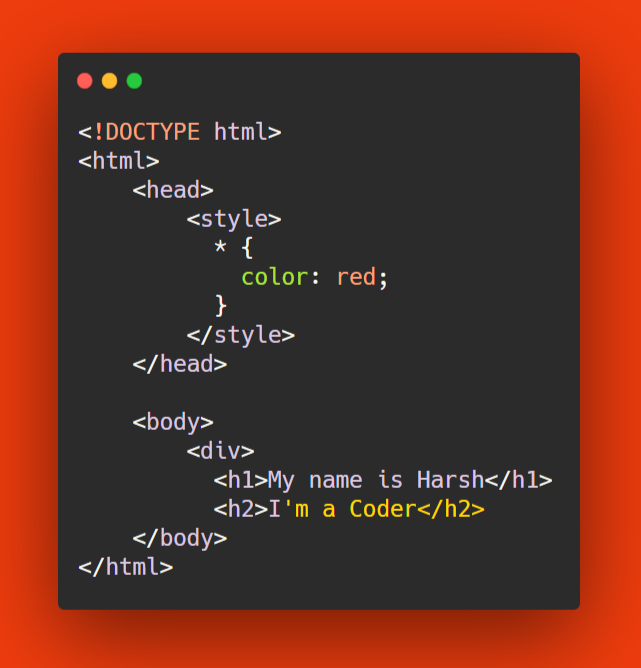 <!DOCTYPE html>
<html>
    <head>
        <style>
          * {
            color: red;
          }
        </style>
    </head>

    <body>
        <div>
          <h1>My name is Harsh</h1>
          <h2>I'm a Coder</h2>
    </body>
</html>